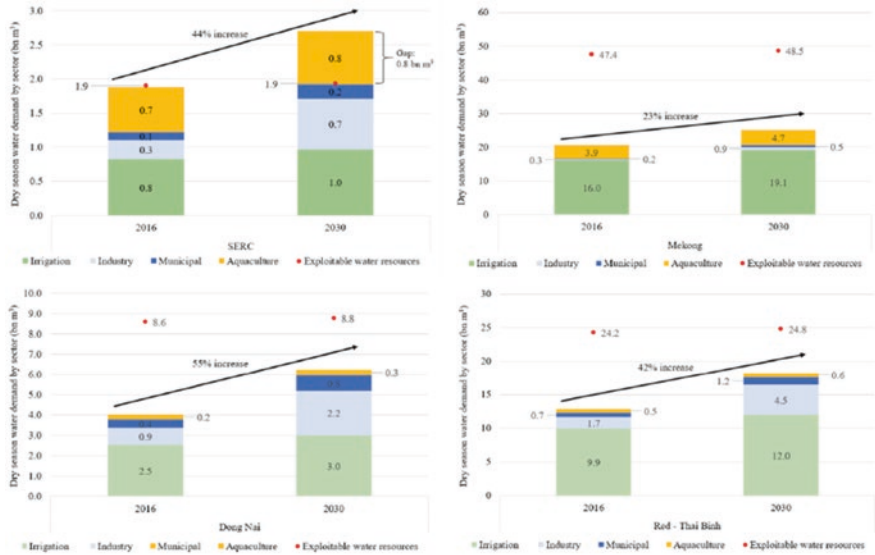 Dry season water demand by sector (bn m³)
3.0
2.5
2.0
1.5
1.0
0.5
0.0
44% increase
Gap:
0.8 bn m³
1.9
0.7
0.1
0.3
0.8
1.9
0.8
0.2
0.7
1.0
2016
2030
SERC
Irrigation
Industry
Municipal
Aquaculture
Exploitable water resources
Dry season water demand by sector (bn m³)
60
50
40
30
20
10
0
47.4
48.5
23% increase
0.3
3.9
0.2
16.0
0.9
4.7
0.5
19.1
2016
2030
Mekong
Irrigation
Industry
Municipal
Aquaculture
Exploitable water resources
Dry season water demand by sector (bn m³)
10.0
9.0
8.0
7.0
6.0
5.0
4.0
3.0
2.0
1.0
0.0
8.6
8.8
55% increase
0.2
0.4
0.9
2.5
0.3
2.2
3.0
2016
2030
Dong Nai
Irrigation
Industry
Municipal
Aquaculture
Exploitable water resources
Dry season water demand by sector (bn m³)
30
25
20
15
10
5
0
24.2
24.8
42% increase
0.7
0.5
1.7
9.9
1.2
0.6
4.5
12.0
2016
2030
Red - Thai Binh
Irrigation
Industry
Municipal
Aquaculture
Exploitable water resources